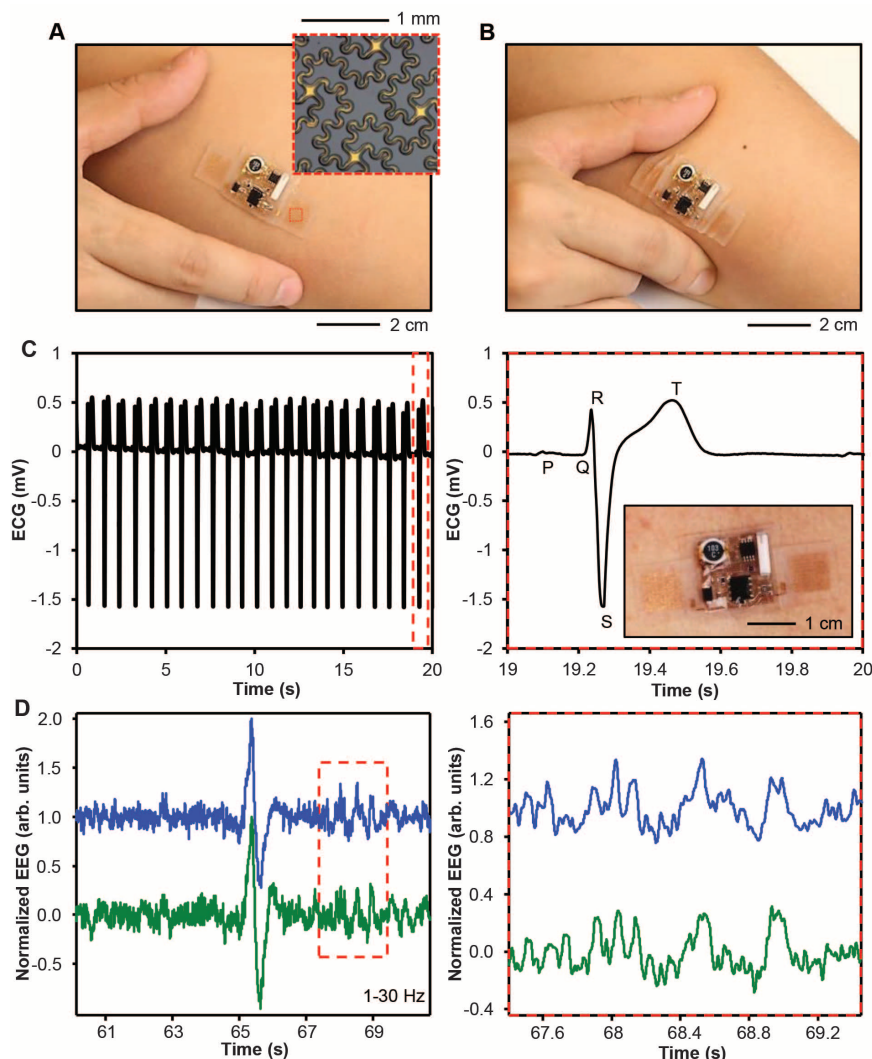 1 mm
A
B
2 cm
2 cm
C
1
0.5
0
-0.5
-1
-1.5
-2
ECG (mV)
0
5
10
15
20
Time (s)
1
0.5
0
-0.5
-1
-1.5
-2
ECG (mV)
P
Q
R
S
T
1 cm
19
19.2
19.4
19.6
19.8
20
Time (s)
D
2.0
1.5
1.0
0.5
0.0
-0.5
Normalized EEG (arb. units)
1-30 Hz
61
63
65
67
69
Time (s)
1.6
1.2
0.8
0.4
0.0
-0.4
Normalized EEG (arb. units)
67.6
68
68.4
68.8
69.2
Time (s)